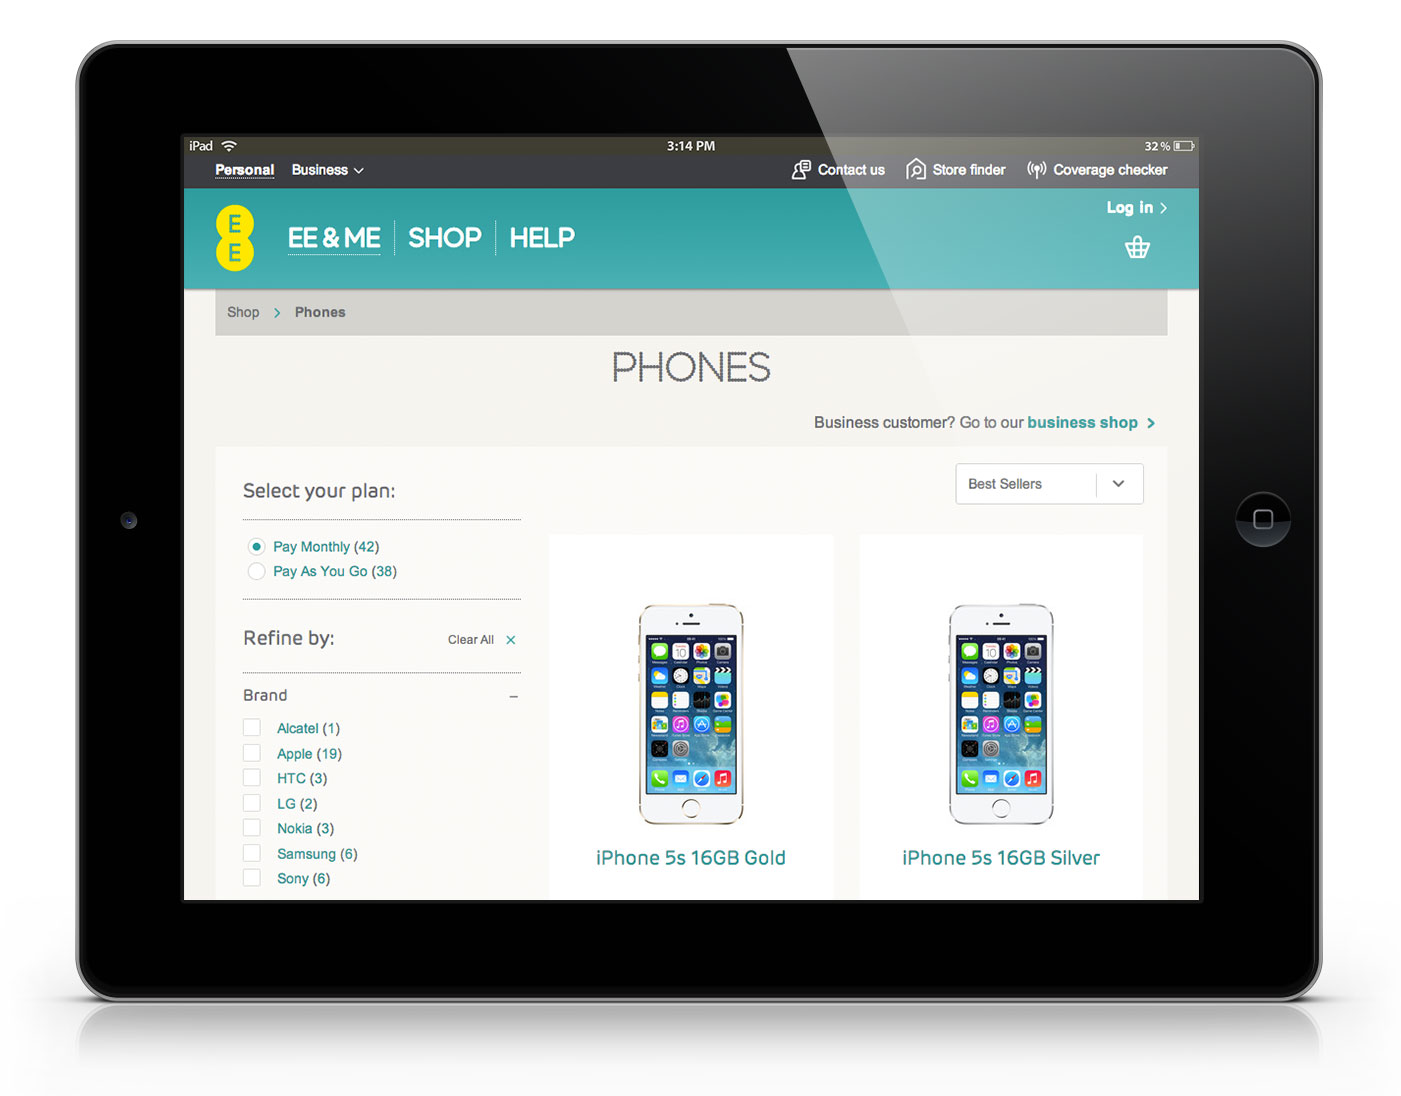 iPad 3:14 PM 32%
Personal Business Contact us Store finder Coverage checker
Log in
E
E
EE & ME SHOP HELP
Shop > Phones
PHONES
Business customer? Go to our business shop >
Select your plan:
Best Sellers
Pay Monthly (42)
Pay As You Go (38)
Refine by:
Clear All ×
Brand –
Alcatel (1)
Apple (19)
HTC (3)
LG (2)
Nokia (3)
Samsung (6)
Sony (6)
iPhone 5s 16GB Gold
iPhone 5s 16GB Silver